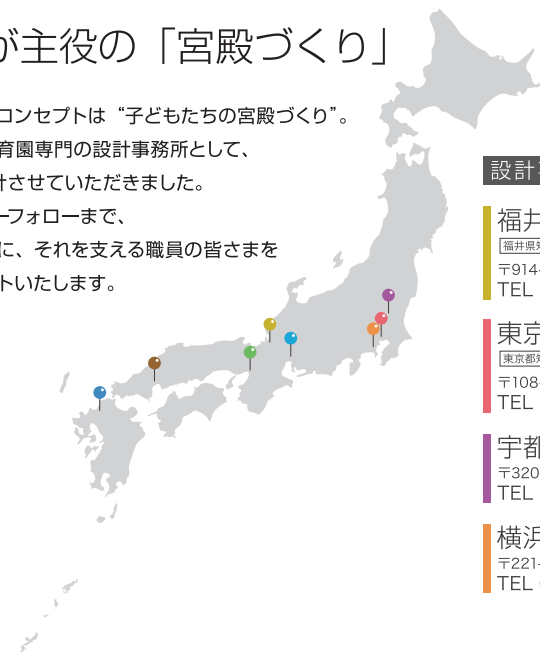 が主役の「宮殿づくり」
コンセプトは“子どもたちの宮殿づくり”。
育園専門の設計事務所として、
計させていただきました。
ーフォローまで、
に、それを支える職員の皆さまを
トいたします。
設計
福井
福井県知
〒914-
TEL
東京
東京都知
〒108-
TEL
宇都
〒320
TEL
横浜
〒221-
TEL